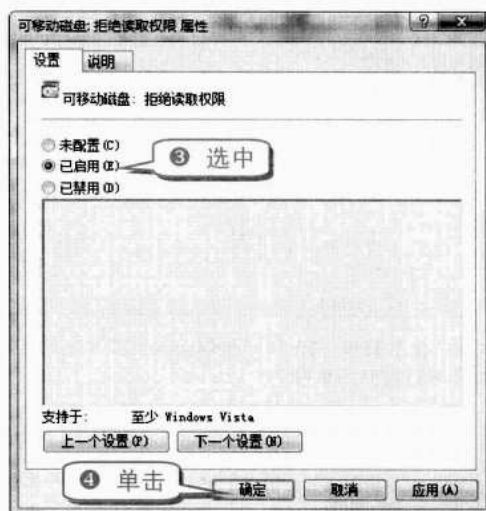 可移动磁盘: 拒绝读取权限 属性
设置 说明
可移动磁盘: 拒绝读取权限
未配置(C)
已启用(E)
❸ 选中
已禁用(D)
支持于: 至少 Windows Vista
上一个设置(P) 下一个设置(N)
❹ 单击
确定 取消 应用(A)